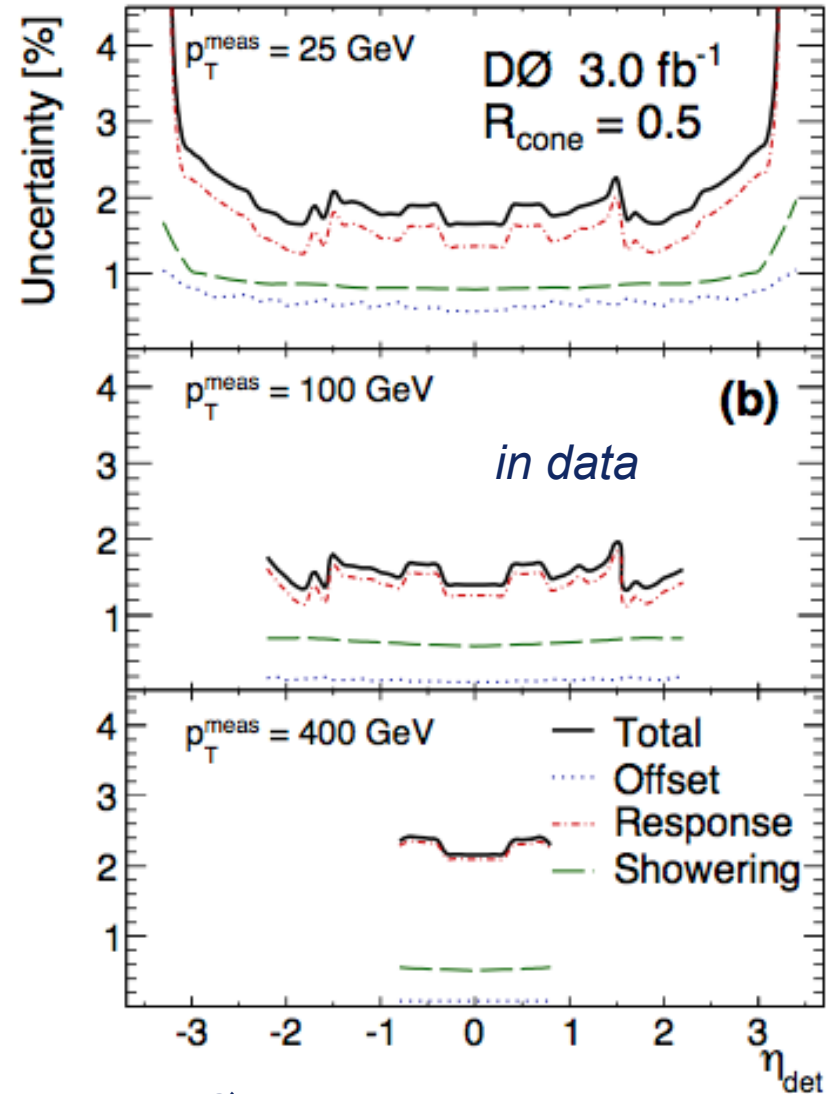 Uncertainty [%]
p_T^meas = 25 GeV
DØ 3.0 fb⁻¹
R_cone = 0.5
4
3
2
1
p_T^meas = 100 GeV
(b)
in data
4
3
2
1
p_T^meas = 400 GeV
Total
Offset
Response
Showering
4
3
2
1
-3 -2 -1 0 1 2 3
η_det